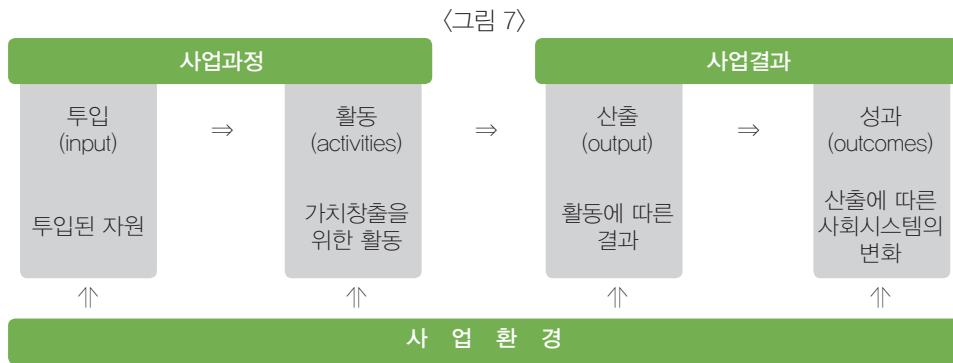 〈그림 7〉
사업과정
사업결과
투입
(input)
투입된 자원
⇒
활동
(activities)
가치창출을
위한 활동
⇒
산출
(output)
활동에 따른
결과
⇒
성과
(outcomes)
산출에 따른
사회시스템의
변화
⇑ ⇑ ⇑ ⇑
사 업 환 경